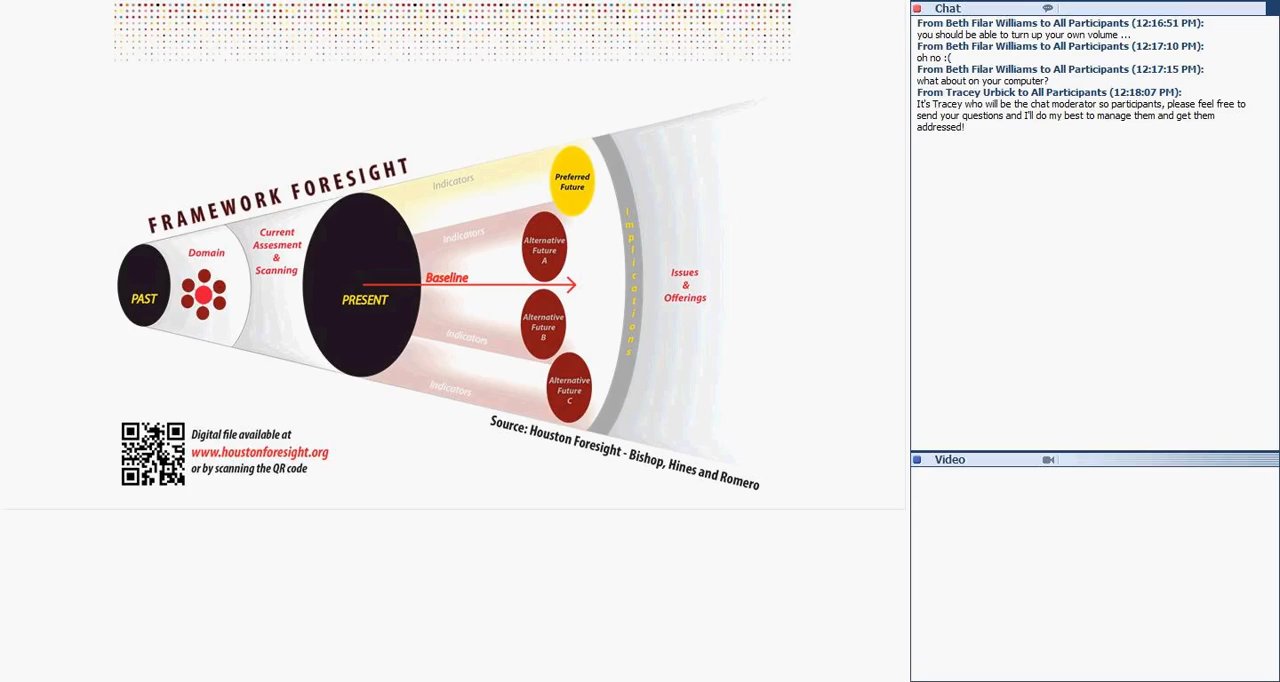 FRAMEWORK FORESIGHT
PAST
Domain
Current
Assesment
&
Scanning
PRESENT
Baseline
Indicators
Indicators
Indicators
Indicators
Preferred
Future
Alternative
Future
A
Alternative
Future
B
Alternative
Future
C
Implications
Issues
&
Offerings
Source: Houston Foresight - Bishop, Hines and Romero
Digital file available at
www.houstonforesight.org
or by scanning the QR code
Chat
From Beth Filar Williams to All Participants (12:16:51 PM):
you should be able to turn up your own volume ...
From Beth Filar Williams to All Participants (12:17:10 PM):
oh no :(
From Beth Filar Williams to All Participants (12:17:15 PM):
what about on your computer?
From Tracey Urbick to All Participants (12:18:07 PM):
It's Tracey who will be the chat moderator so participants, please feel free to
send your questions and I'll do my best to manage them and get them
addressed!
Video